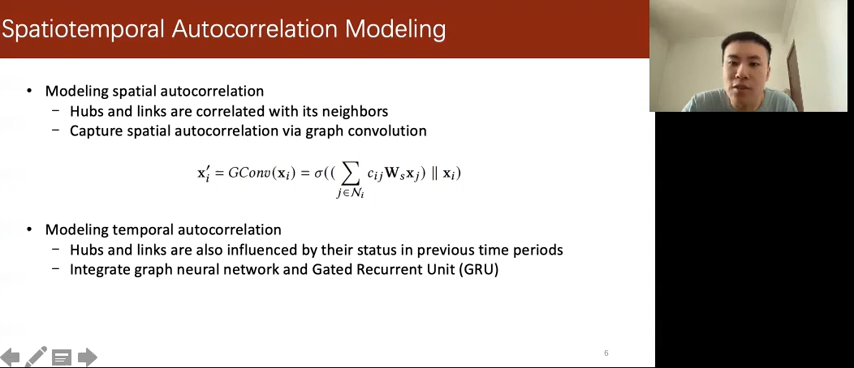 Spatiotemporal Autocorrelation Modeling
• Modeling spatial autocorrelation
− Hubs and links are correlated with its neighbors
− Capture spatial autocorrelation via graph convolution
x′ᵢ = GConv(xᵢ) = σ(( ∑ cᵢⱼWₛxⱼ) ∥ xᵢ)
j∈𝒩ᵢ
• Modeling temporal autocorrelation
− Hubs and links are also influenced by their status in previous time periods
− Integrate graph neural network and Gated Recurrent Unit (GRU)
6